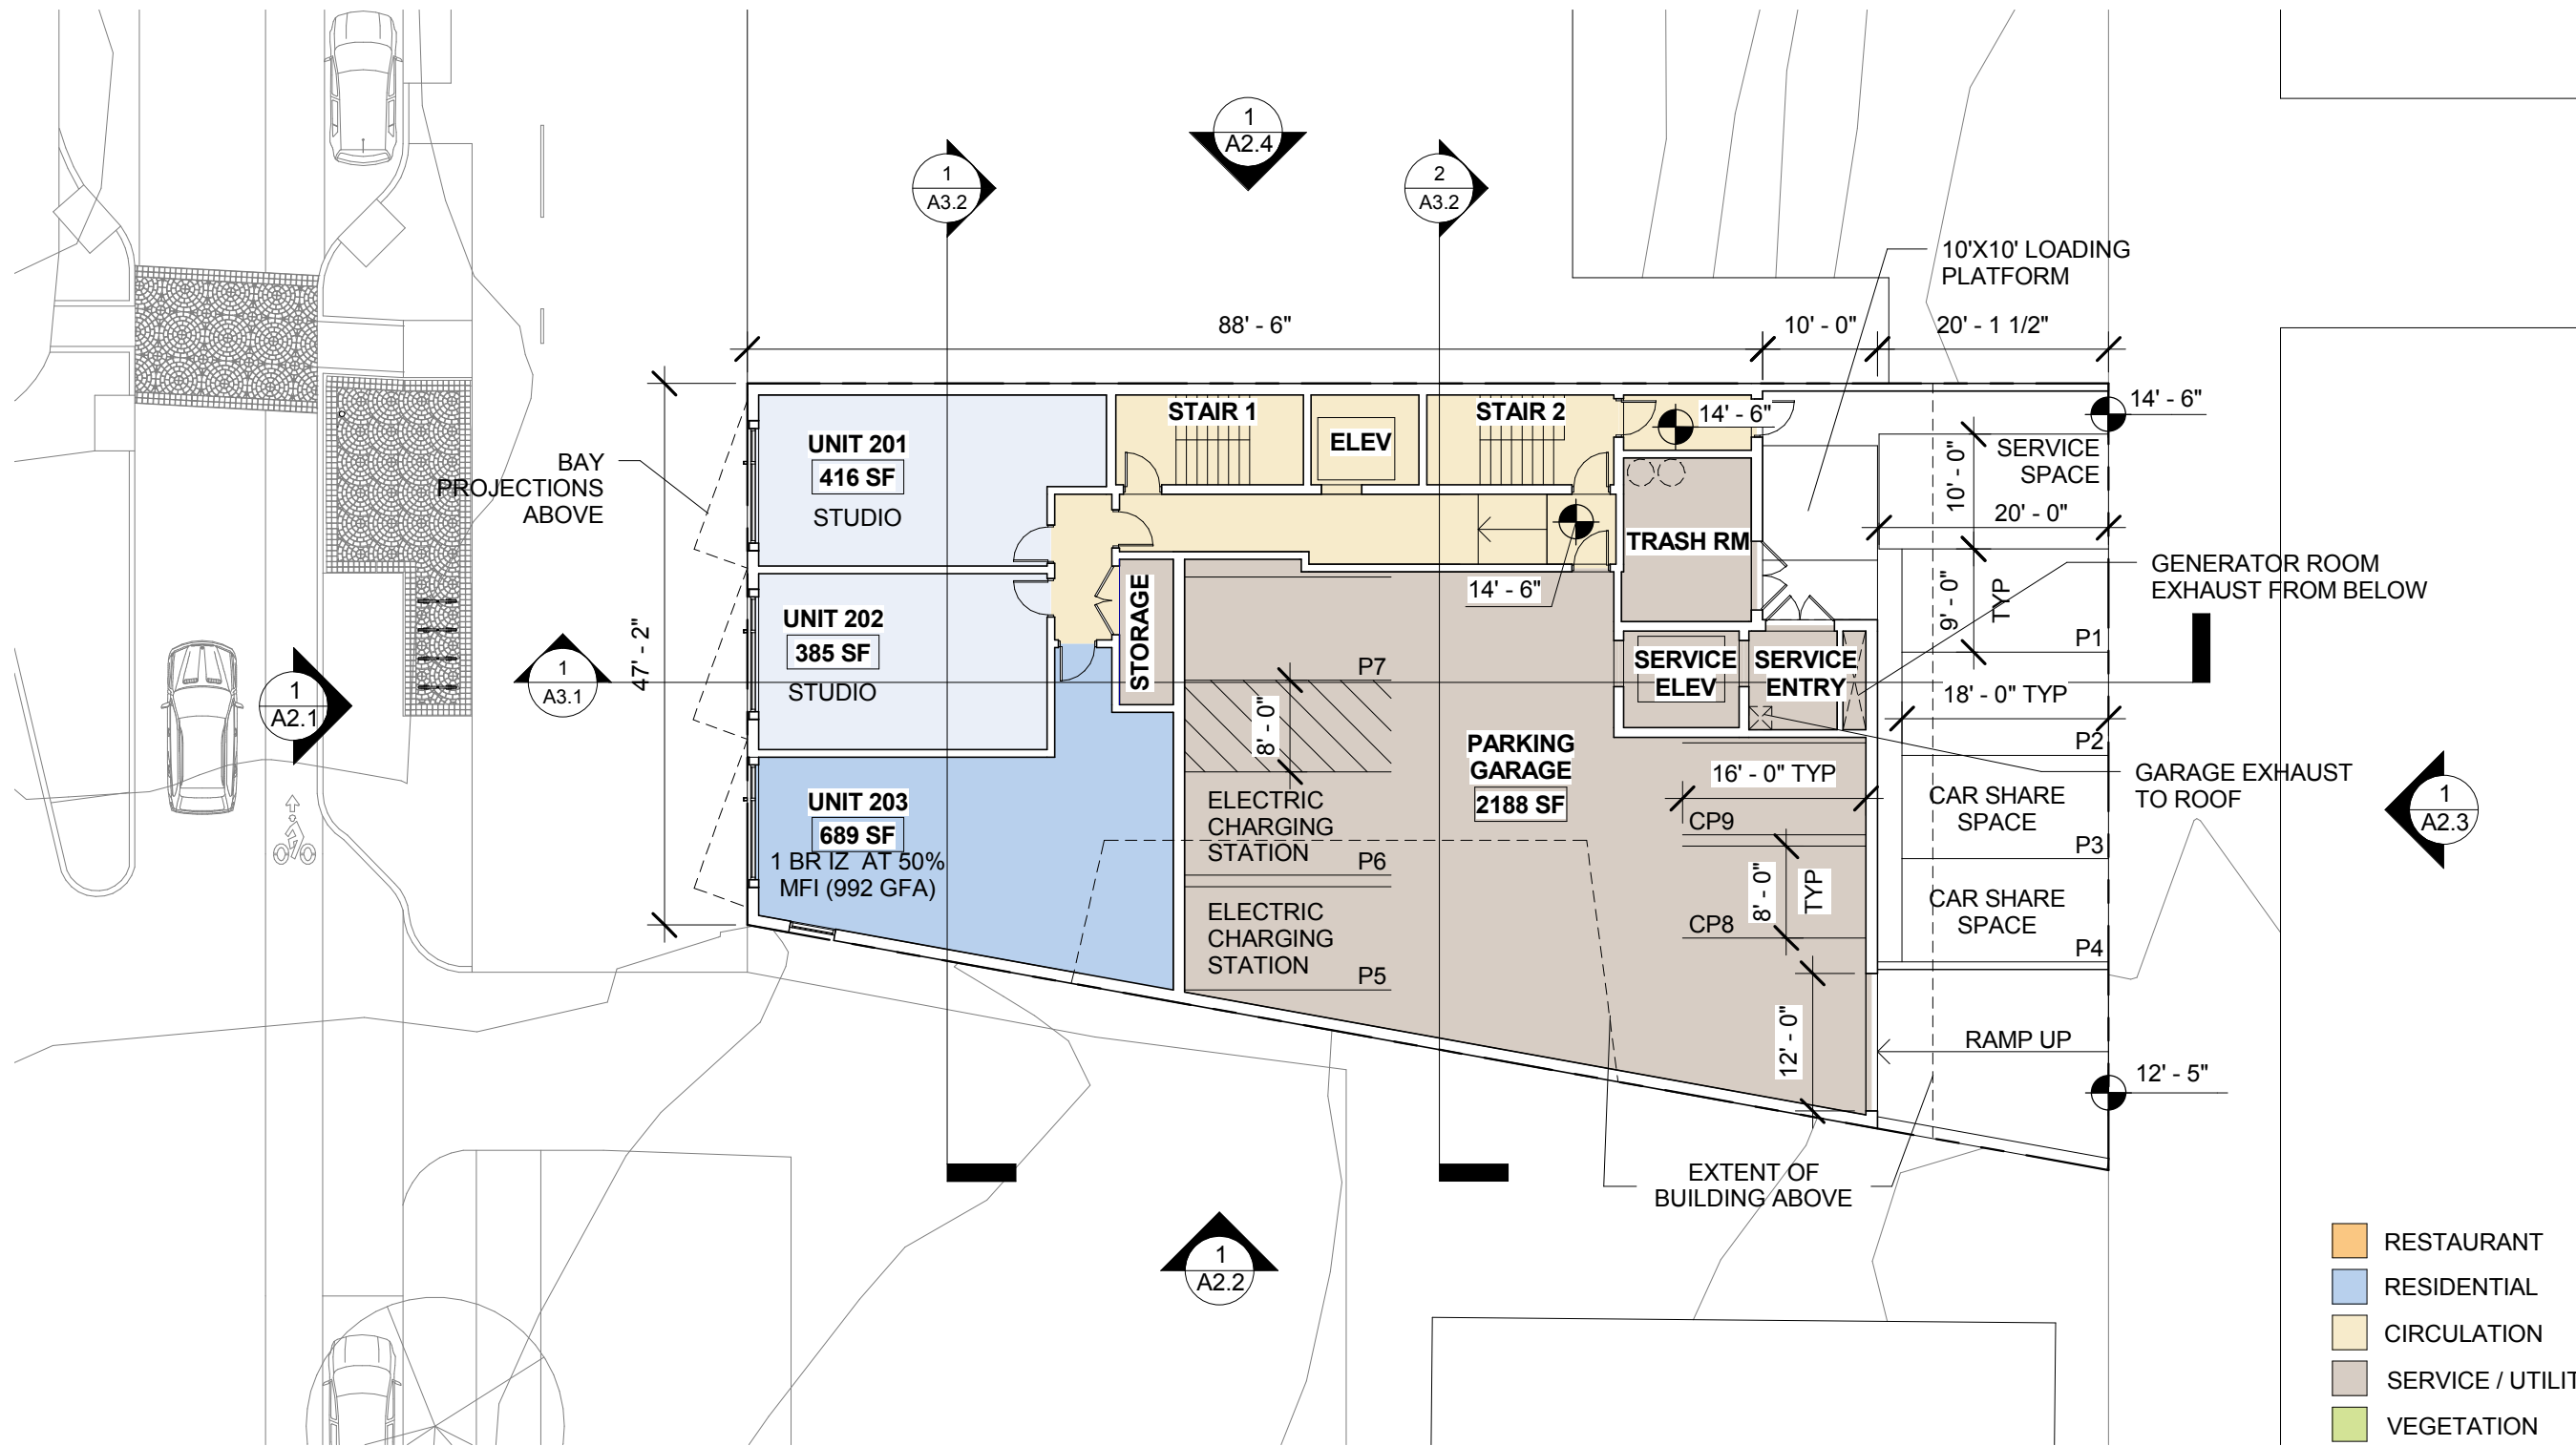 1
A2.4
1
A3.2
2
A3.2
10'X10' LOADING
PLATFORM
88' - 6"
10' - 0"
20' - 1 1/2"
14' - 6"
STAIR 1
ELEV
STAIR 2
14' - 6"
UNIT 201
416 SF
STUDIO
BAY
PROJECTIONS
ABOVE
SERVICE
SPACE
10' - 0"
20' - 0"
TRASH RM
GENERATOR ROOM
EXHAUST FROM BELOW
14' - 6"
9' - 0"
TYP
47' - 2"
UNIT 202
385 SF
STUDIO
STORAGE
P7
SERVICE
ELEV
SERVICE
ENTRY
P1
18' - 0" TYP
1
A3.1
1
A2.1
8' - 0"
PARKING
GARAGE
2188 SF
P2
16' - 0" TYP
GARAGE EXHAUST
TO ROOF
UNIT 203
689 SF
1 BR IZ AT 50%
MFI (992 GFA)
ELECTRIC
CHARGING
STATION
P6
CP9
CAR SHARE
SPACE
P3
1
A2.3
8' - 0"
TYP
ELECTRIC
CHARGING
STATION
P5
CP8
CAR SHARE
SPACE
P4
12' - 0"
RAMP UP
12' - 5"
EXTENT OF
BUILDING ABOVE
1
A2.2
RESTAURANT
RESIDENTIAL
CIRCULATION
SERVICE / UTILIT
VEGETATION